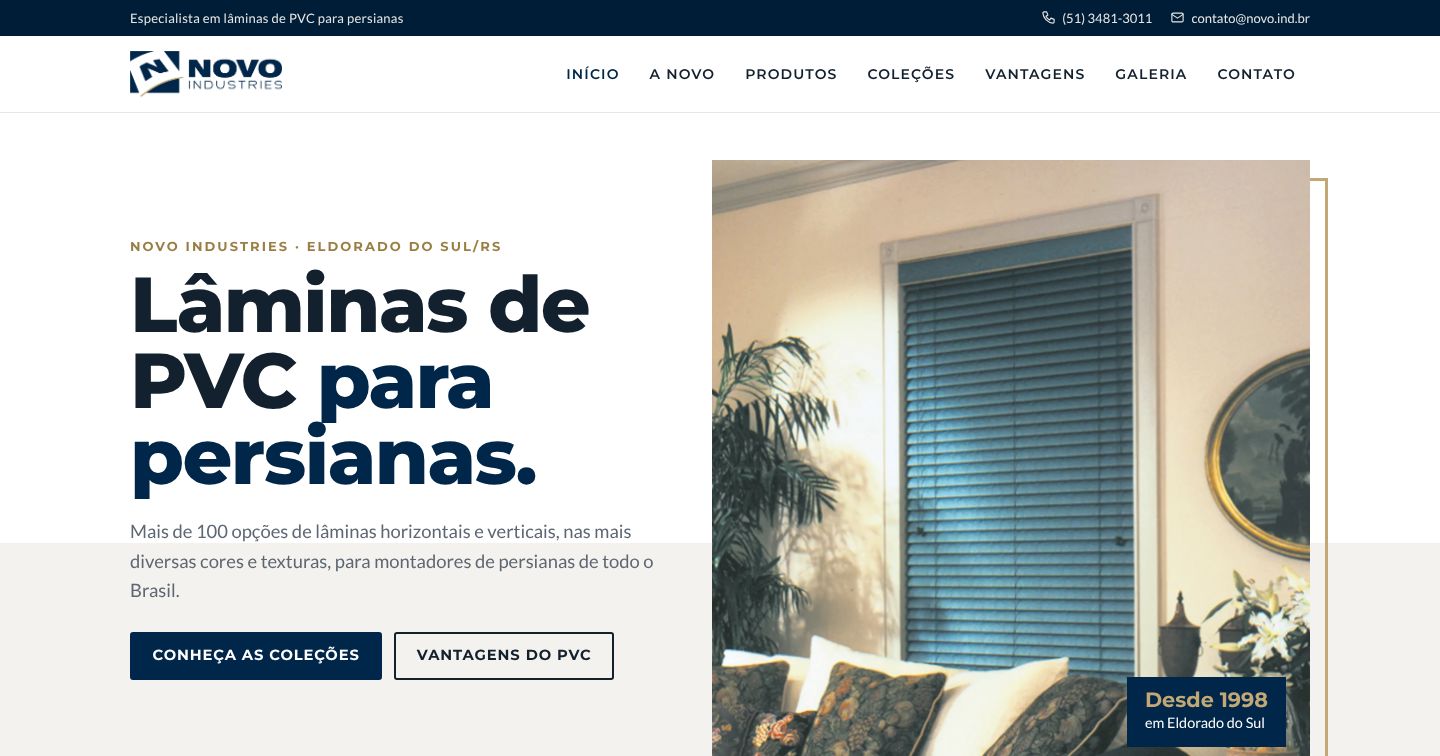 Especialista em lâminas de PVC para persianas
(51) 3481-3011
contato@novo.ind.br
NOVO
INDUSTRIES
INÍCIO
A NOVO
PRODUTOS
COLEÇÕES
VANTAGENS
GALERIA
CONTATO
NOVO INDUSTRIES · ELDORADO DO SUL/RS
Lâminas de
PVC para
persianas.
Mais de 100 opções de lâminas horizontais e verticais, nas mais
diversas cores e texturas, para montadores de persianas de todo o
Brasil.
CONHEÇA AS COLEÇÕES
VANTAGENS DO PVC
Desde 1998
em Eldorado do Sul